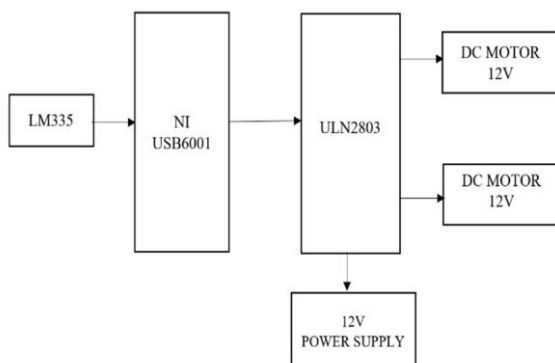 LM335
NI
USB6001
ULN2803
DC MOTOR
12V
DC MOTOR
12V
12V
POWER SUPPLY